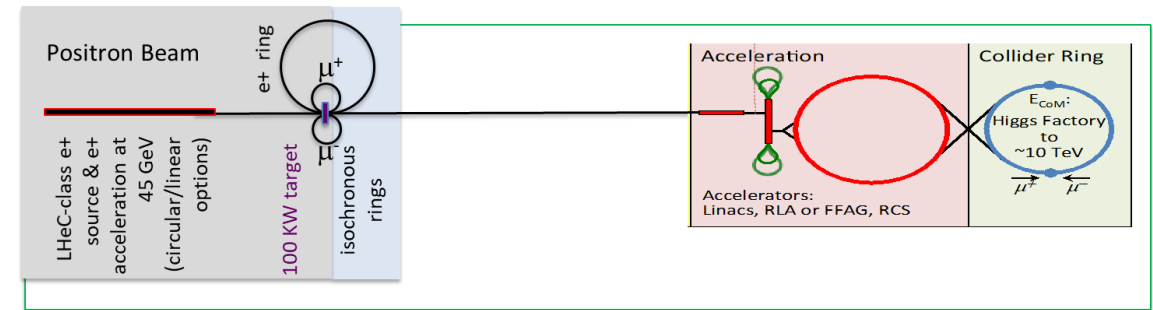 Positron Beam
LHeC-class e+
source & e+
acceleration at
45 GeV
(circular/linear
options)
e+ ring
μ+
μ-
100 KW target
isochronous
rings
Acceleration
Accelerators:
Linacs, RLA or FFAG, RCS
Collider Ring
ECoM:
Higgs Factory
to
~10 TeV
μ+ μ−